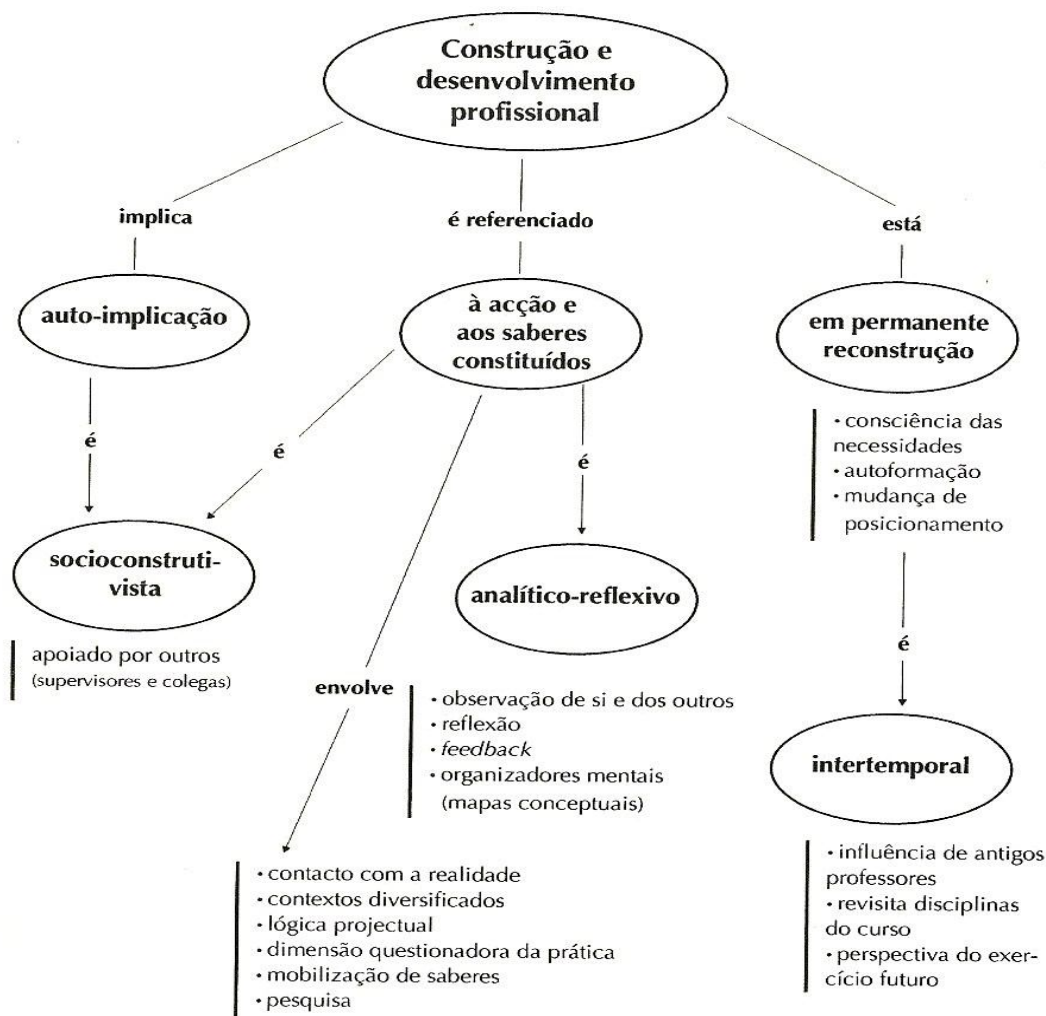 Construção e
desenvolvimento
profissional
implica
é referenciado
está
auto-implicação
à acção e
aos saberes
constituídos
em permanente
reconstrução
• consciência das
necessidades
• autoformação
• mudança de
posicionamento
é
é
é
socioconstruti-
vista
apoiado por outros
(supervisores e colegas)
analítico-reflexivo
envolve
• observação de si e dos outros
• reflexão
• feedback
• organizadores mentais
(mapas conceptuais)
é
intertemporal
• contacto com a realidade
• contextos diversificados
• lógica projectual
• dimensão questionadora da prática
• mobilização de saberes
• pesquisa
• influência de antigos
professores
• revisita disciplinas
do curso
• perspectiva do exer-
cício futuro